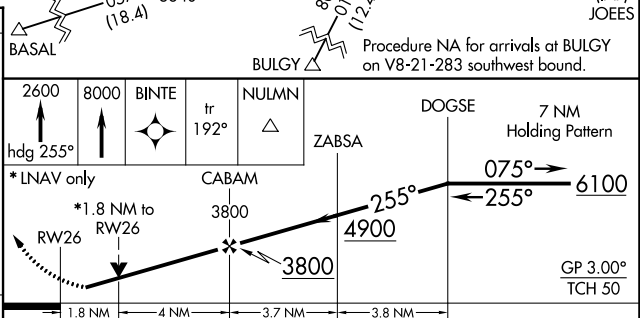 (18.4)
BASAL
(12.4
BULGY
JOEES
Procedure NA for arrivals at BULGY
on V8-21-283 southwest bound.
2600
hdg 255°
8000
BINTE
tr
192°
NULMN
DOGSE
7 NM
Holding Pattern
ZABSA
* LNAV only
CABAM
075°
255°
6100
255°
*1.8 NM to
RW26
3800
4900
RW26
3800
GP 3.00°
TCH 50
1.8 NM
4 NM
3.7 NM
3.8 NM